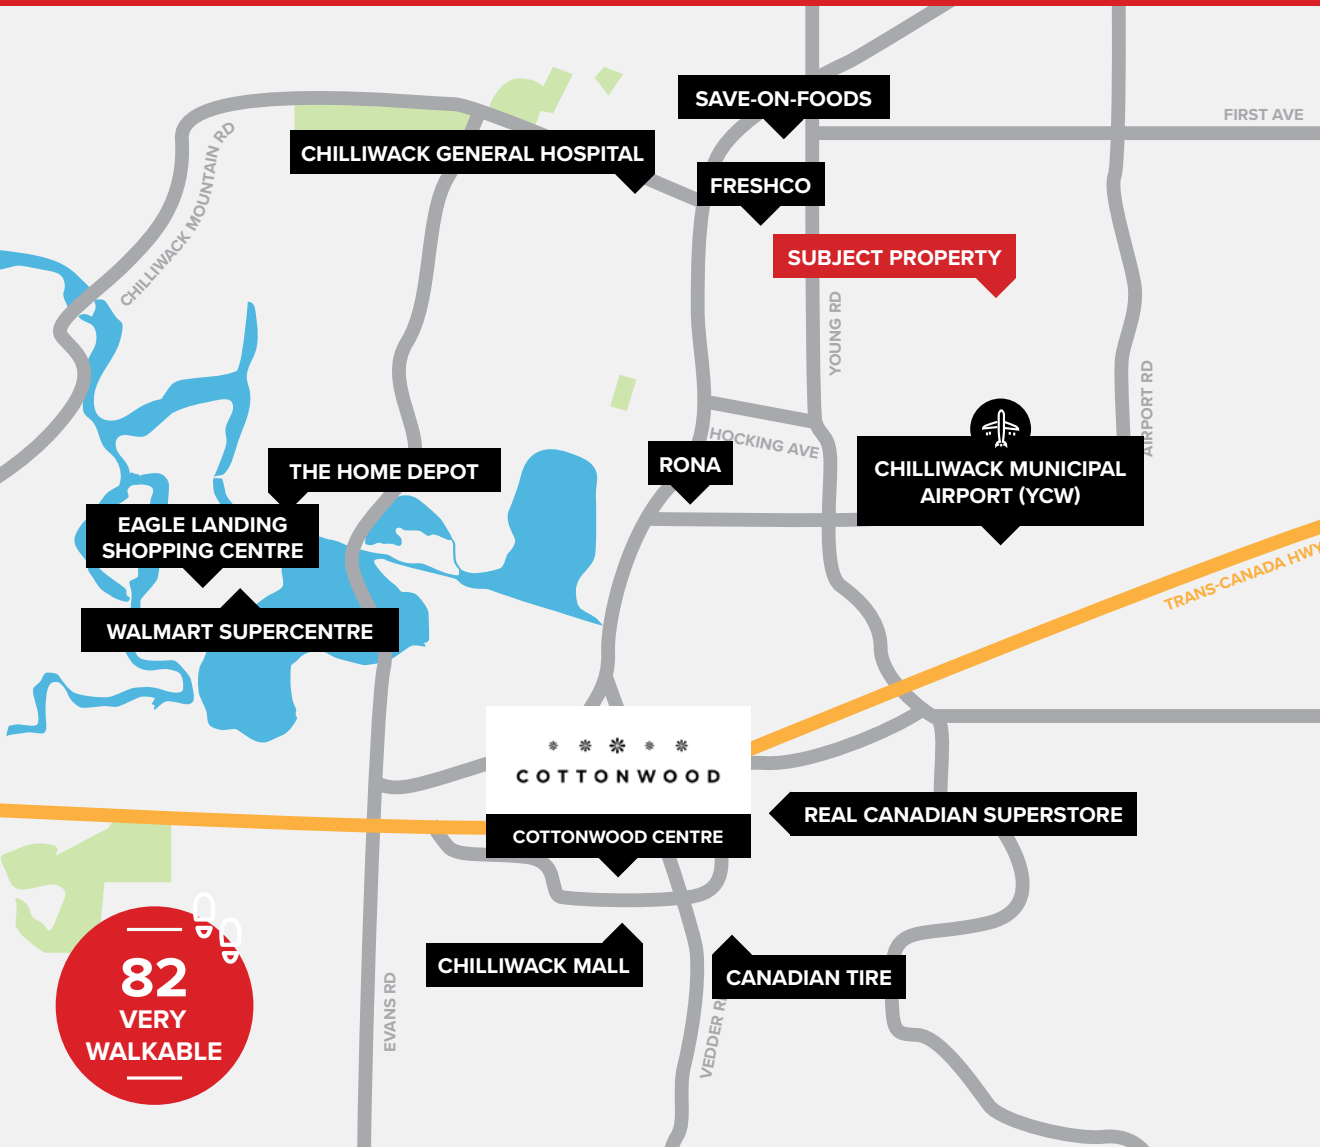 SAVE-ON-FOODS
FIRST AVE
CHILLIWACK MOUNTAIN RD
CHILLIWACK GENERAL HOSPITAL
FRESHCO
SUBJECT PROPERTY
YOUNG RD
AIRPORT RD
HOCKING AVE
RONA
THE HOME DEPOT
CHILLIWACK MUNICIPAL
AIRPORT (YCW)
EAGLE LANDING
SHOPPING CENTRE
TRANS-CANADA HWY
WALMART SUPERCENTRE
COTTONWOOD
COTTONWOOD CENTRE
REAL CANADIAN SUPERSTORE
CHILLIWACK MALL
CANADIAN TIRE
EVANS RD
VEDDER RD
82
VERY
WALKABLE